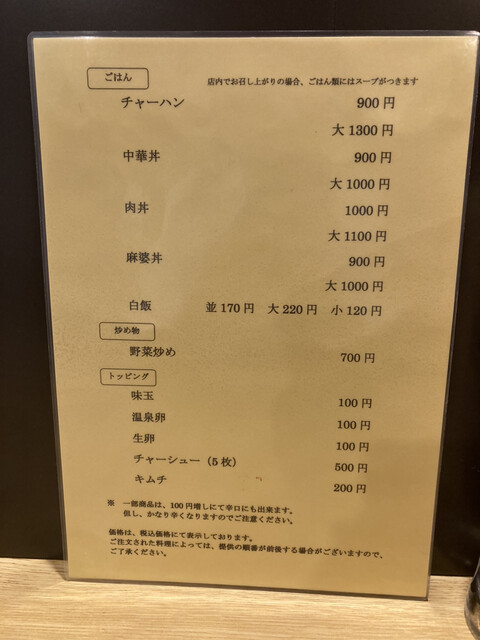 ごはん 店内でお召し上がりの場合、ごはん類にはスープがつきます
チャーハン 900円
大1300円
中華丼 900円
大1000円
肉丼 1000円
大1100円
麻婆丼 900円
大1000円
白飯 並170円 大220円 小120円
炒め物
野菜炒め 700円
トッピング
味玉 100円
温泉卵 100円
生卵 100円
チャーシュー（5枚） 500円
キムチ 200円
※ 一部商品は、100円増しにて辛口にも出来ます。
但し、かなり辛くなりますのでご注意ください。
価格は、税込価格にて表示しております。
ご注文された料理によっては、提供の順番が前後する場合がございますので、
ご了承ください。